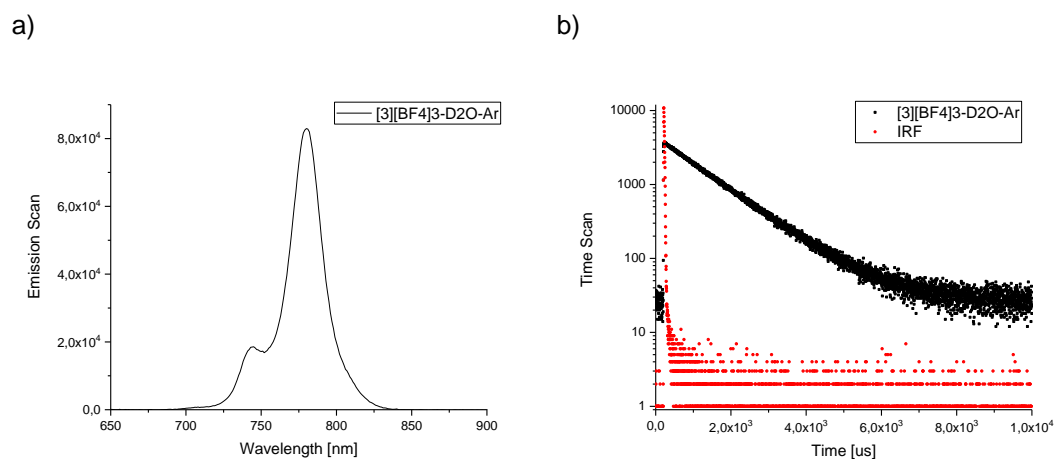 a)
b)
[3][BF4]3-D2O-Ar
8,0x10⁴
6,0x10⁴
4,0x10⁴
2,0x10⁴
0,0
Emission Scan
650 700 750 800 850 900
Wavelength [nm]
[3][BF4]3-D2O-Ar
IRF
10000
1000
100
10
1
Time Scan
0,0 2,0x10³ 4,0x10³ 6,0x10³ 8,0x10³ 1,0x10⁴
Time [us]